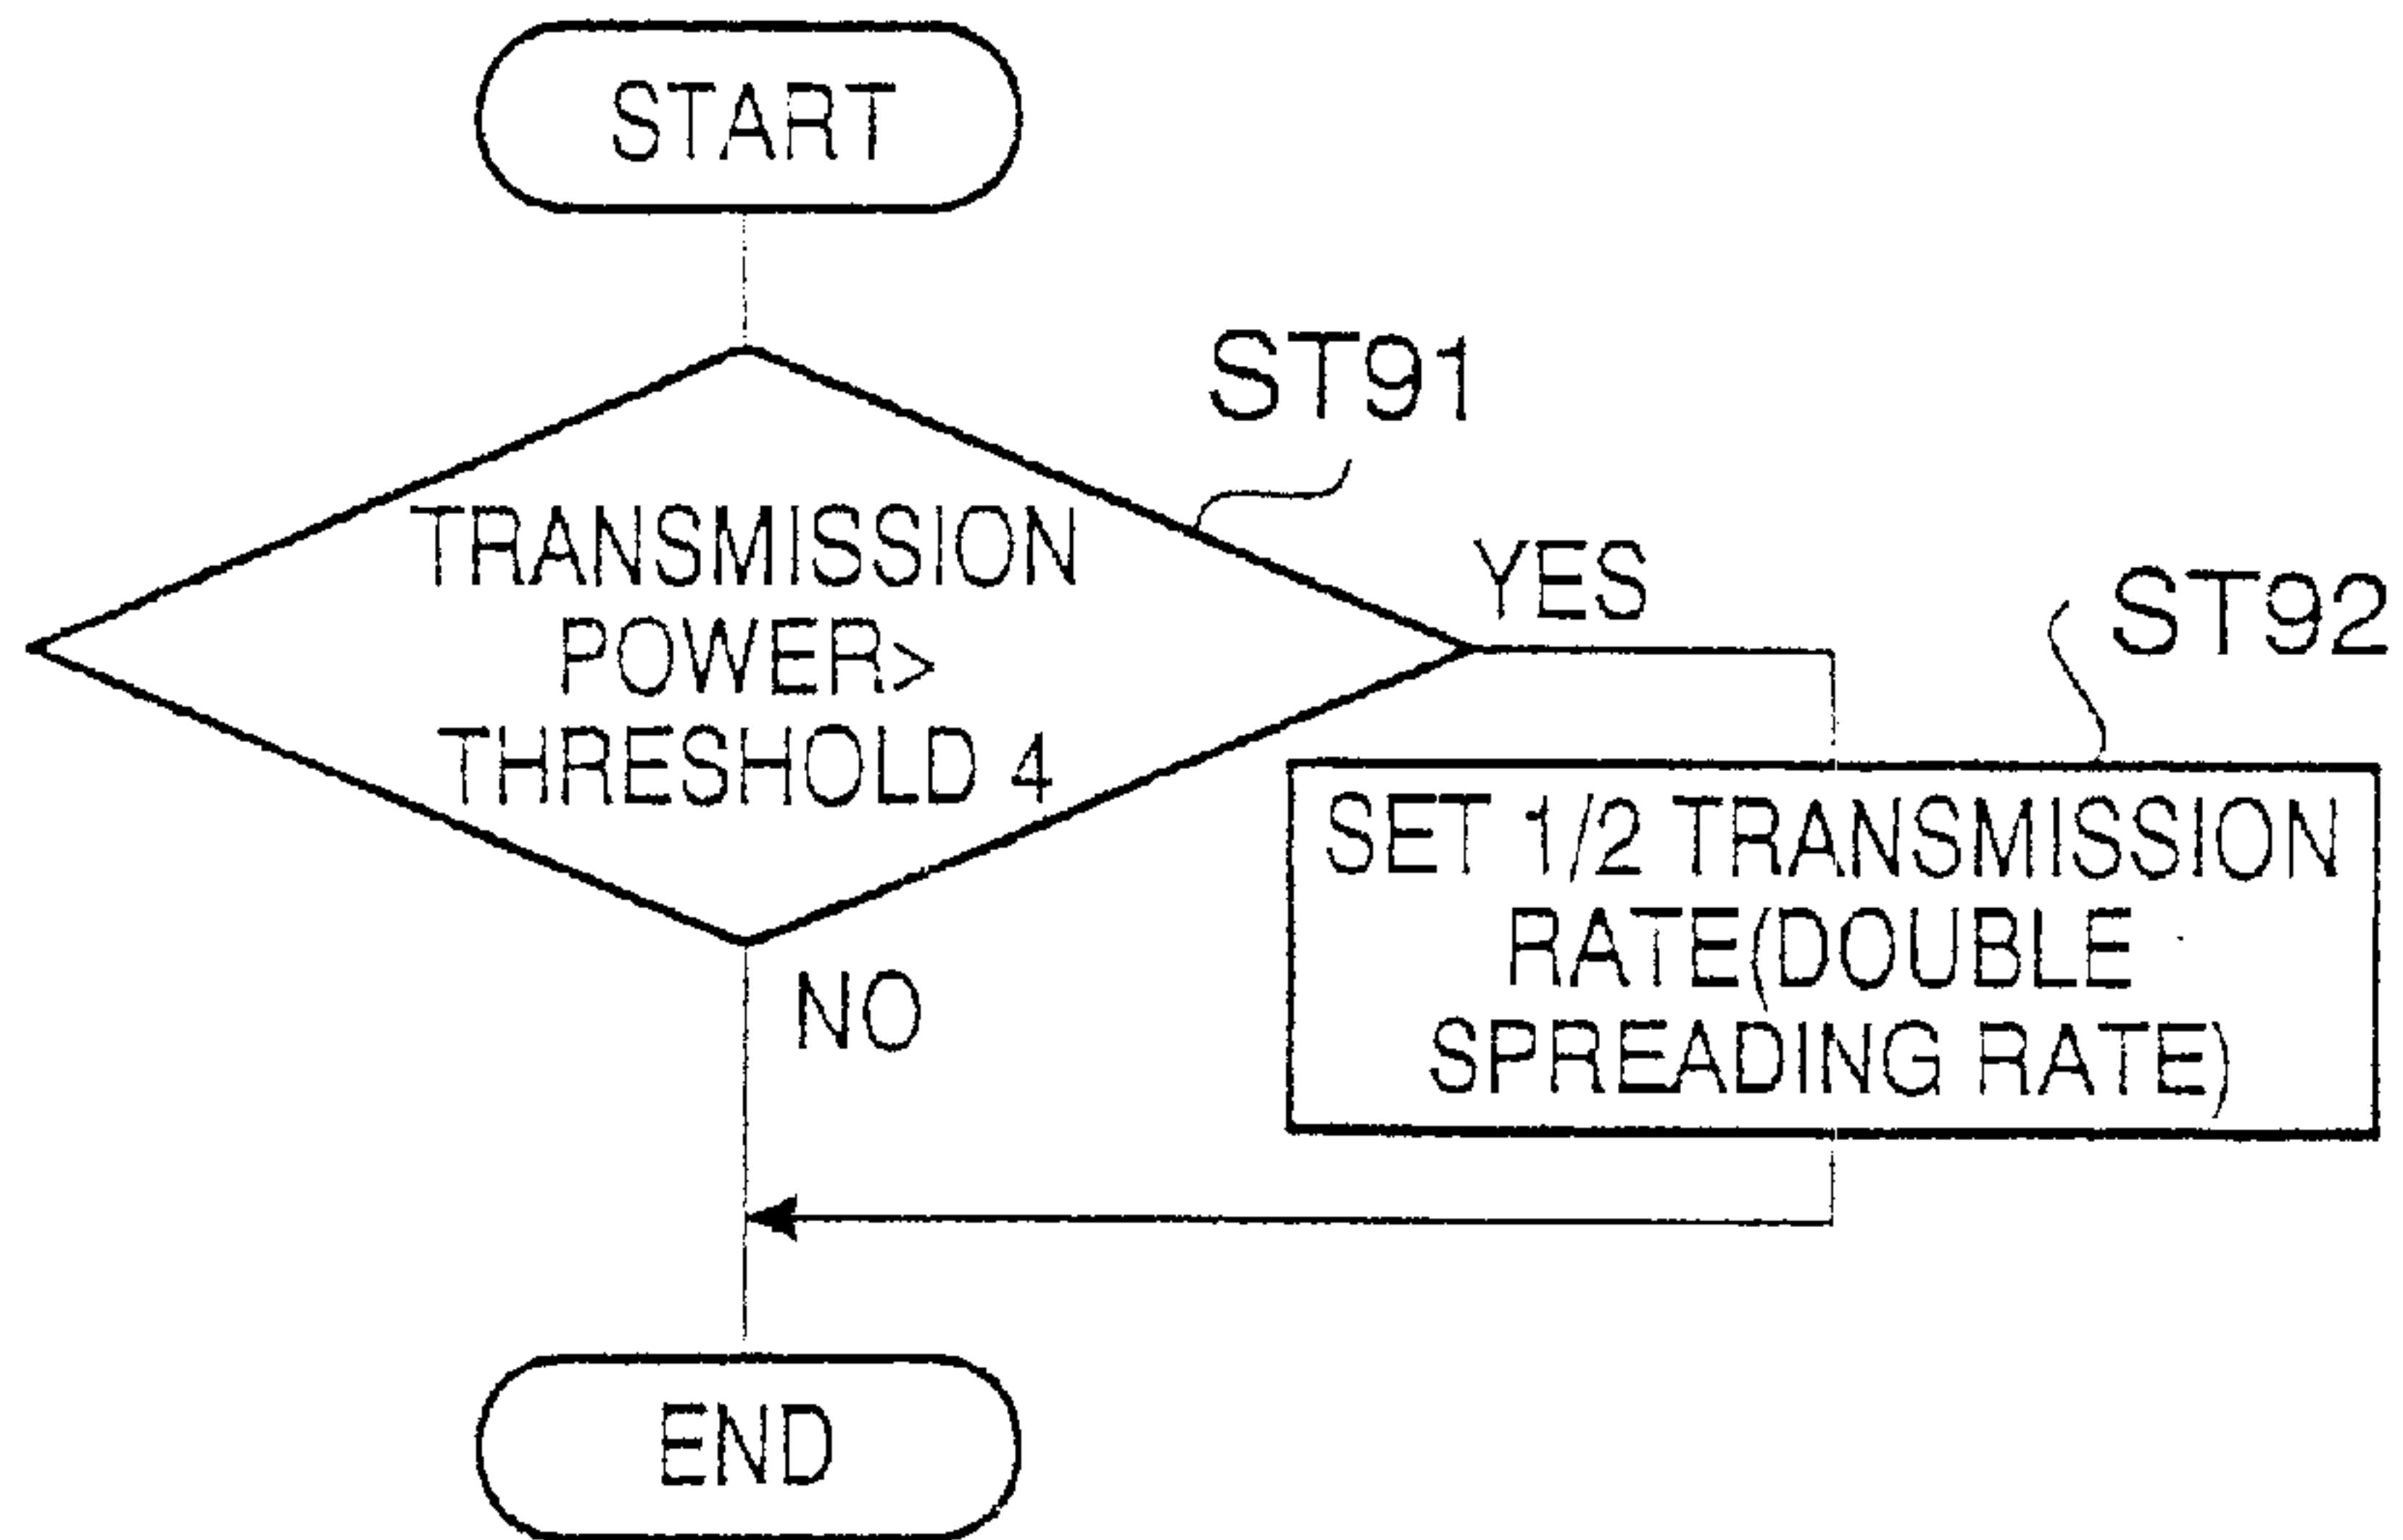 START
ST91
TRANSMISSION
POWER>
THRESHOLD 4
YES
ST92
SET 1/2 TRANSMISSION
RATE(DOUBLE
SPREADING RATE)
NO
END